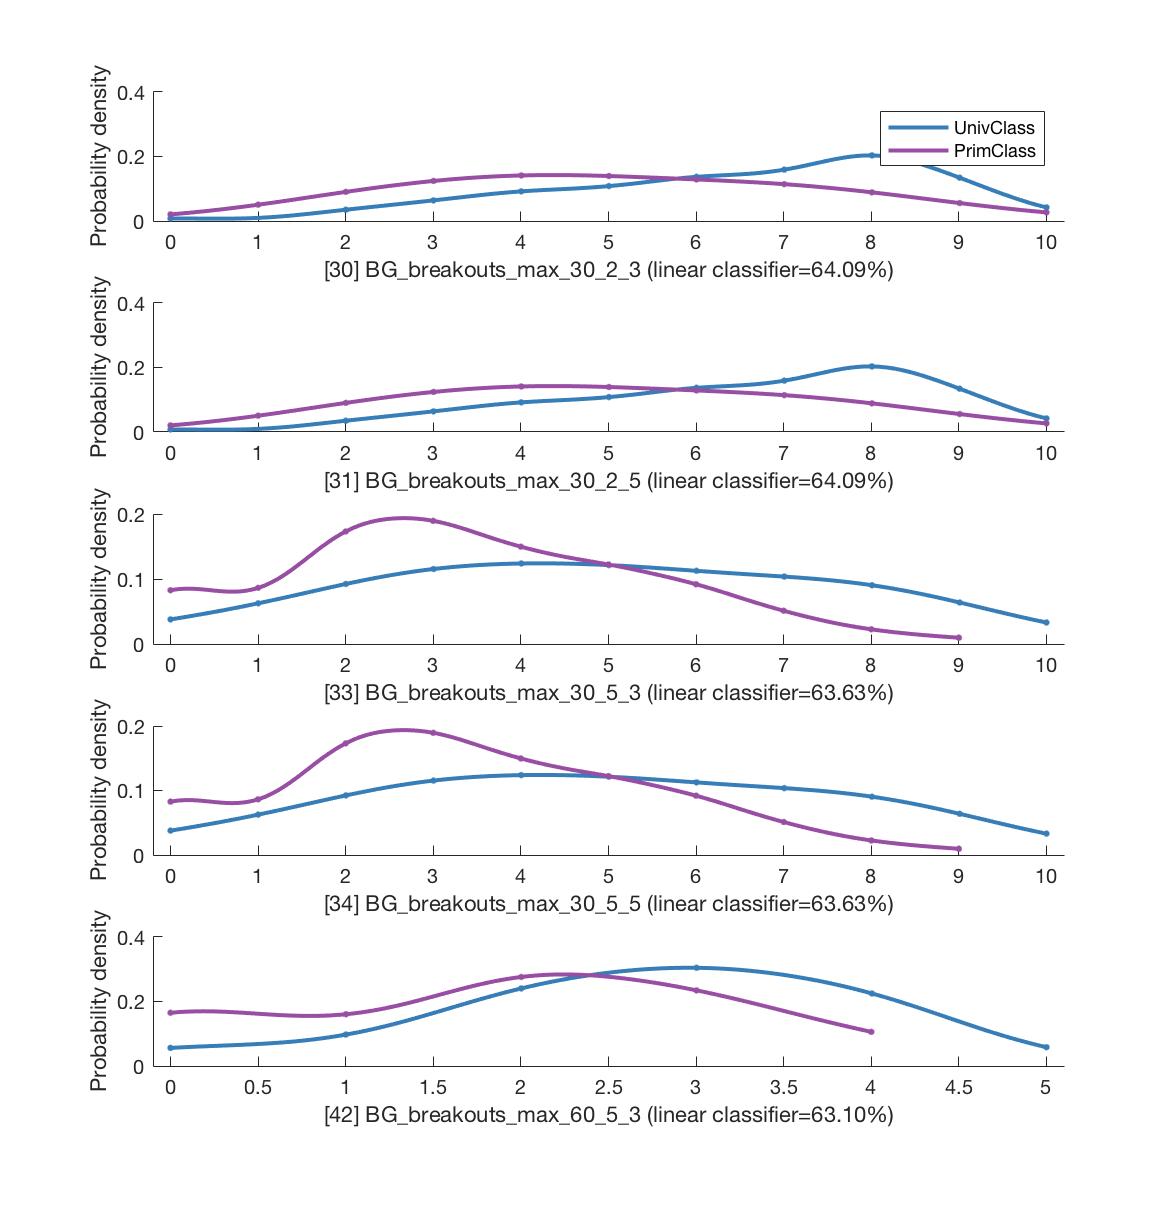 Probability density
0.4
0.2
0
UnivClass
PrimClass
0 1 2 3 4 5 6 7 8 9 10
[30] BG_breakouts_max_30_2_3 (linear classifier=64.09%)
Probability density
0.4
0.2
0
0 1 2 3 4 5 6 7 8 9 10
[31] BG_breakouts_max_30_2_5 (linear classifier=64.09%)
Probability density
0.2
0.1
0
0 1 2 3 4 5 6 7 8 9 10
[33] BG_breakouts_max_30_5_3 (linear classifier=63.63%)
Probability density
0.2
0.1
0
0 1 2 3 4 5 6 7 8 9 10
[34] BG_breakouts_max_30_5_5 (linear classifier=63.63%)
Probability density
0.4
0.2
0
0 0.5 1 1.5 2 2.5 3 3.5 4 4.5 5
[42] BG_breakouts_max_60_5_3 (linear classifier=63.10%)